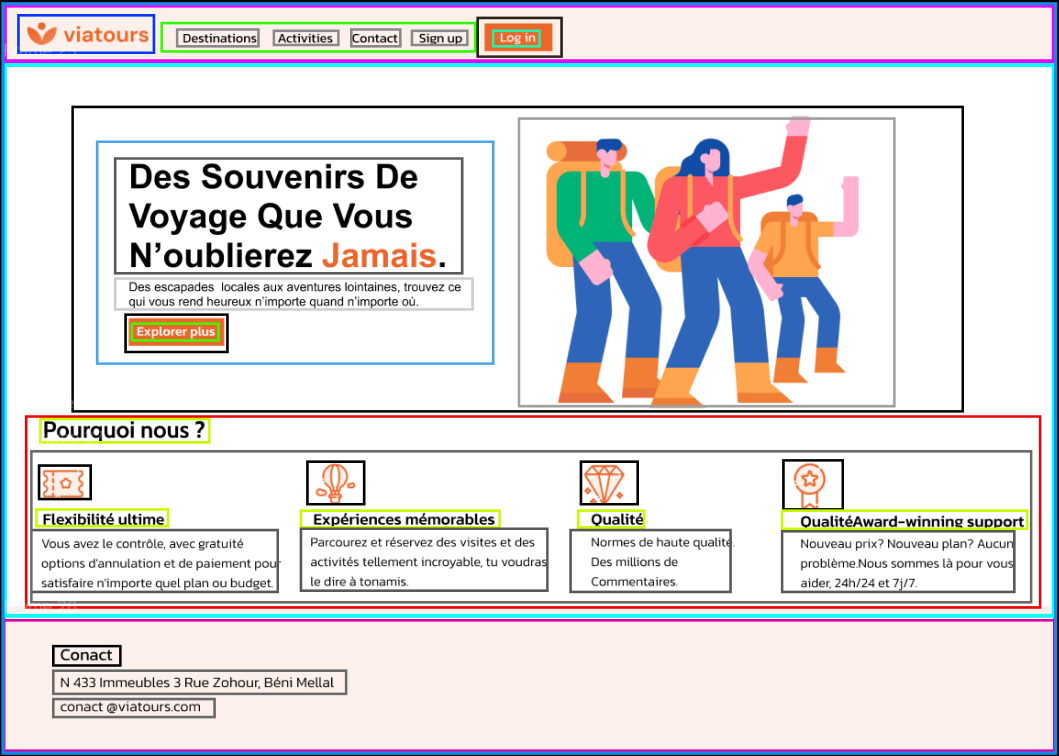 viatours
Destinations
Activities
Contact
Sign up
Log in
Des Souvenirs De
Voyage Que Vous
N'oublierez Jamais.
Des escapades locales aux aventures lointaines, trouvez ce
qui vous rend heureux n'importe quand n'importe où.
Explorer plus
Pourquoi nous ?
Flexibilité ultime
Vous avez le contrôle, avec gratuité
options d'annulation et de paiement pour
satisfaire n'importe quel plan ou budget.
Expériences mémorables
Parcourez et réservez des visites et des
activités tellement incroyable, tu voudras
le dire à tonamis.
Qualité
Normes de haute qualité.
Des millions de
Commentaires.
QualitéAward-winning support
Nouveau prix? Nouveau plan? Aucun
problème.Nous sommes là pour vous
aider, 24h/24 et 7j/7.
Conact
N 433 Immeubles 3 Rue Zohour, Béni Mellal
conact @viatours.com